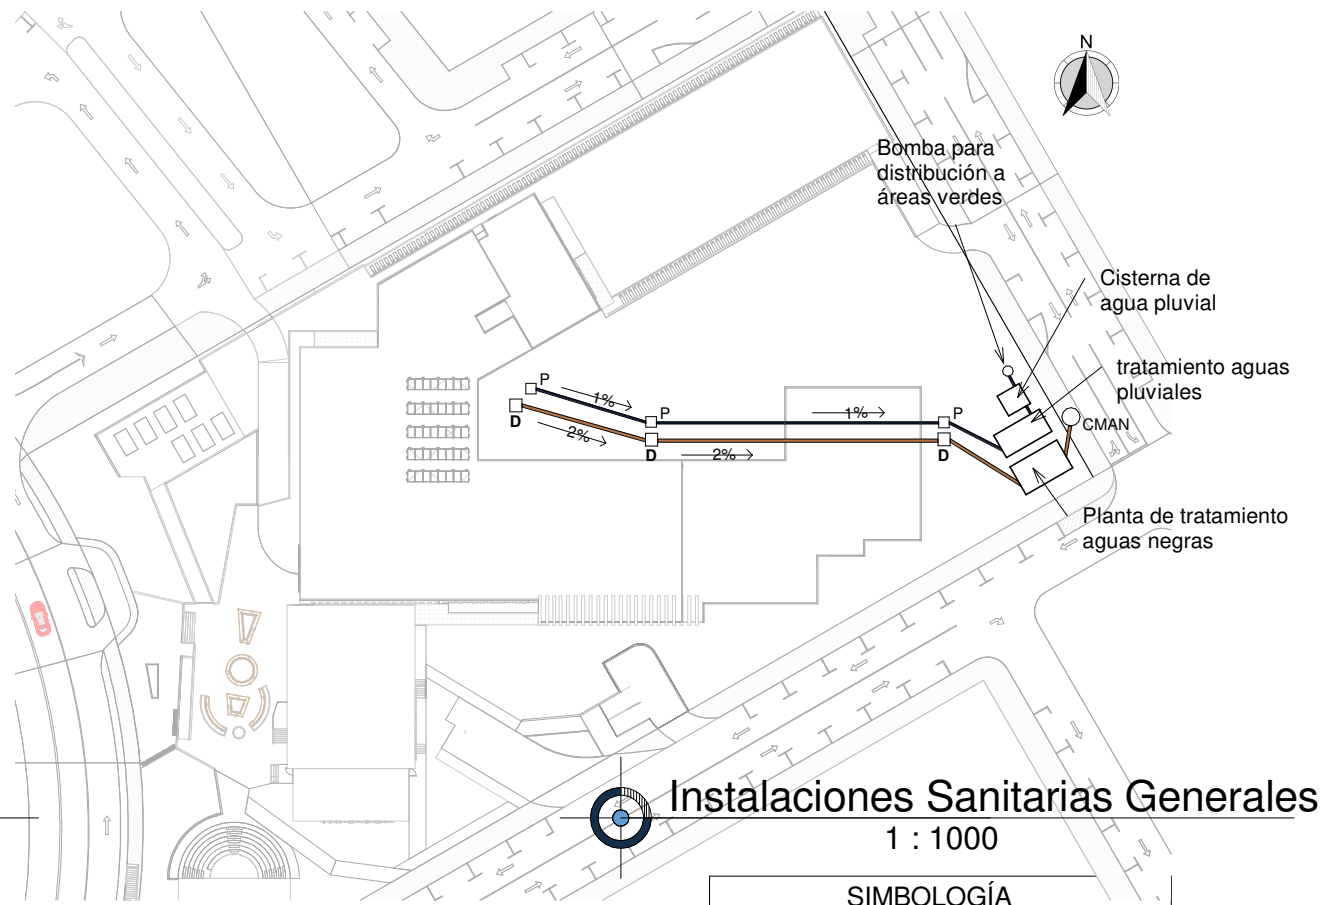 N
Bomba para
distribución a
áreas verdes
Cisterna de
agua pluvial
tratamiento aguas
pluviales
P
1%
P
1%
P
CMAN
D
2%
D
2%
D
Planta de tratamiento
aguas negras
Instalaciones Sanitarias Generales
1 : 1000
SIMBOLOGÍA